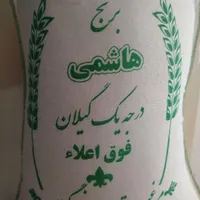 برنج
هاشمی
درجه یک گیلان
فوق اعلاء